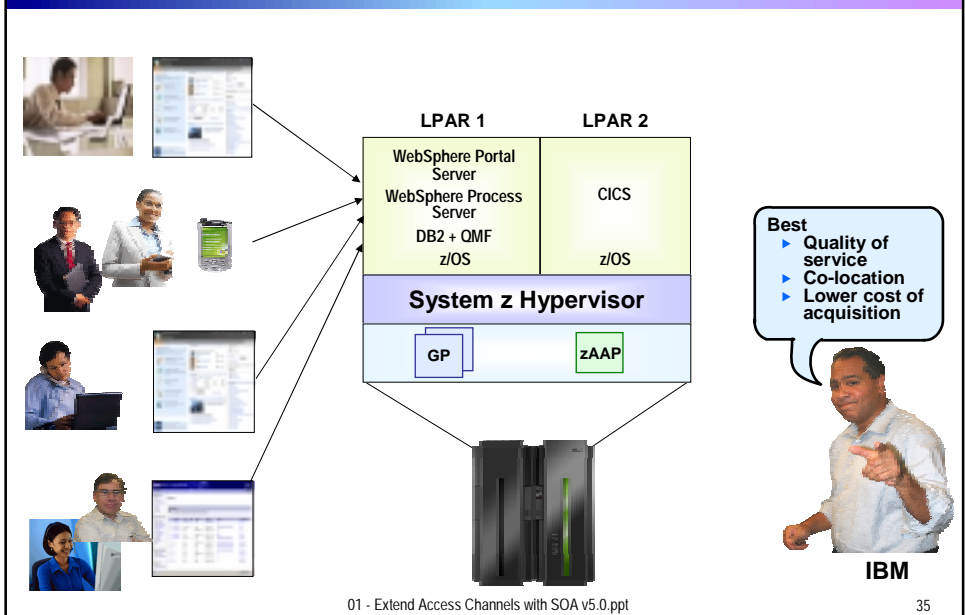 LPAR 1
LPAR 2
WebSphere Portal
Server
WebSphere Process
Server
DB2 + QMF
z/OS
CICS
z/OS
System z Hypervisor
GP
zAAP
Best
Quality of
service
Co-location
Lower cost of
acquisition
IBM
01 - Extend Access Channels with SOA v5.0.ppt
35